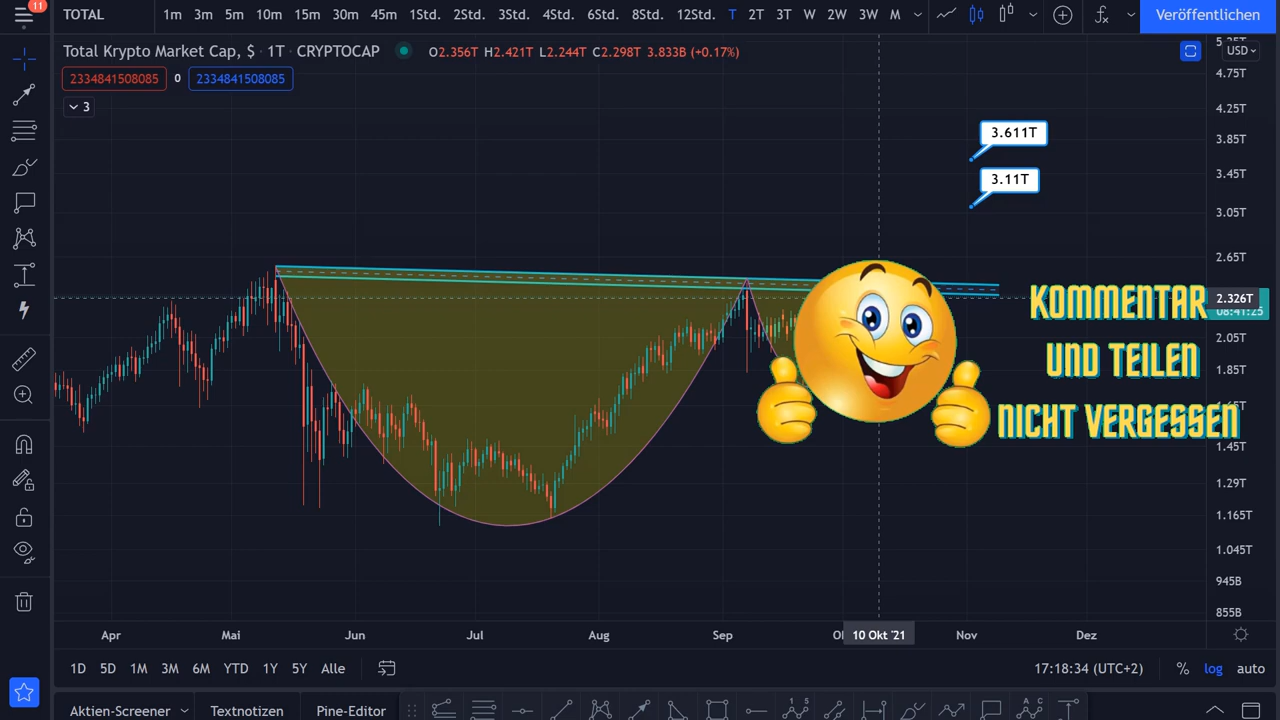 11
TOTAL
1m 3m 5m 10m 15m 30m 45m 1Std. 2Std. 3Std. 4Std. 6Std. 8Std. 12Std. T 2T 3T W 2W 3W M
Veröffentlichen
Total Krypto Market Cap, $ · 1T · CRYPTOCAP O2.356T H2.421T L2.244T C2.298T 3.833B (+0.17%)
USD
2334841508085 0 2334841508085
3
4.75T
4.25T
3.85T
3.45T
3.05T
2.65T
2.326T
08:41:25
2.05T
1.85T
1.45T
1.29T
1.165T
1.045T
945B
855B
3.611T
3.11T
KOMMENTAR
UND TEILEN
NICHT VERGESSEN
Apr Mai Jun Jul Aug Sep 10 Okt '21 Nov Dez
1D 5D 1M 3M 6M YTD 1Y 5Y Alle
17:18:34 (UTC+2) % log auto
Aktien-Screener Textnotizen Pine-Editor